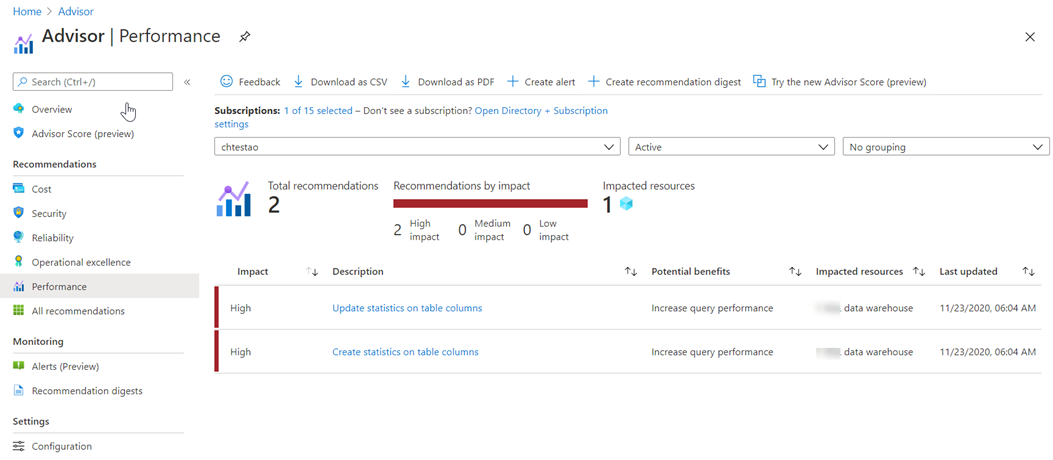 Home > Advisor
Advisor | Performance
Search (Ctrl+/)
«
Overview
Advisor Score (preview)
Recommendations
Cost
Security
Reliability
Operational excellence
Performance
All recommendations
Monitoring
Alerts (Preview)
Recommendation digests
Settings
Configuration
Feedback Download as CSV Download as PDF Create alert Create recommendation digest Try the new Advisor Score (preview)
Subscriptions: 1 of 15 selected – Don't see a subscription? Open Directory + Subscription
settings
chtestao Active No grouping
Total recommendations
2
Recommendations by impact
2 High
impact
0 Medium
impact
0 Low
impact
Impacted resources
1
Impact Description Potential benefits Impacted resources Last updated
High Update statistics on table columns Increase query performance data warehouse 11/23/2020, 06:04 AM
High Create statistics on table columns Increase query performance data warehouse 11/23/2020, 06:04 AM